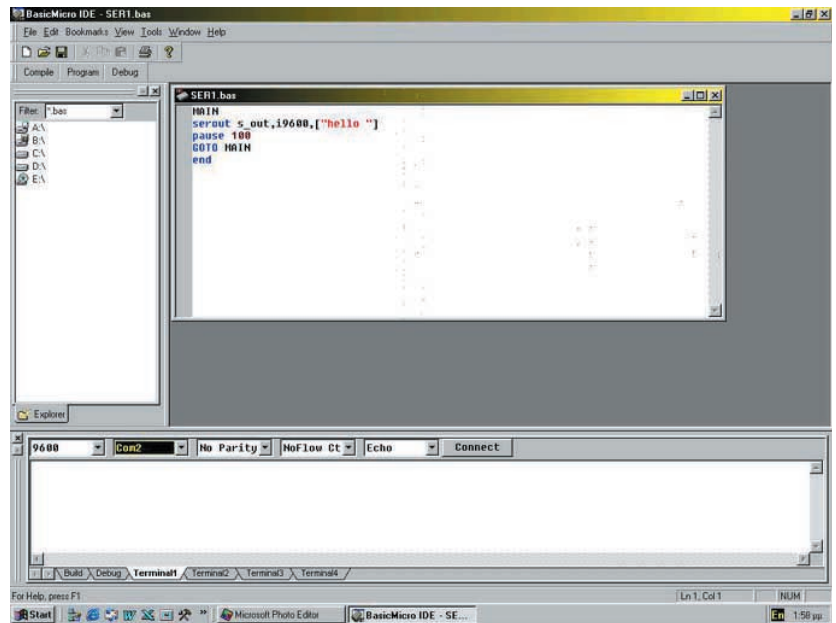 BasicMicro IDE - SER1.bas
File Edit Bookmarks View Tools Window Help
Compile Program Debug
Filter: *.bas
A:\
B:\
C:\
D:\
E:\
Explorer
SER1.bas
MAIN
serout s_out,i9600,["hello "]
pause 100
GOTO MAIN
end
9600 Com2 No Parity NoFlow Ct Echo Connect
Build Debug Terminal1 Terminal2 Terminal3 Terminal4
For Help, press F1 Ln 1, Col 1 NUM
Start Microsoft Photo Editor BasicMicro IDE - SE... En 1:58 μμ